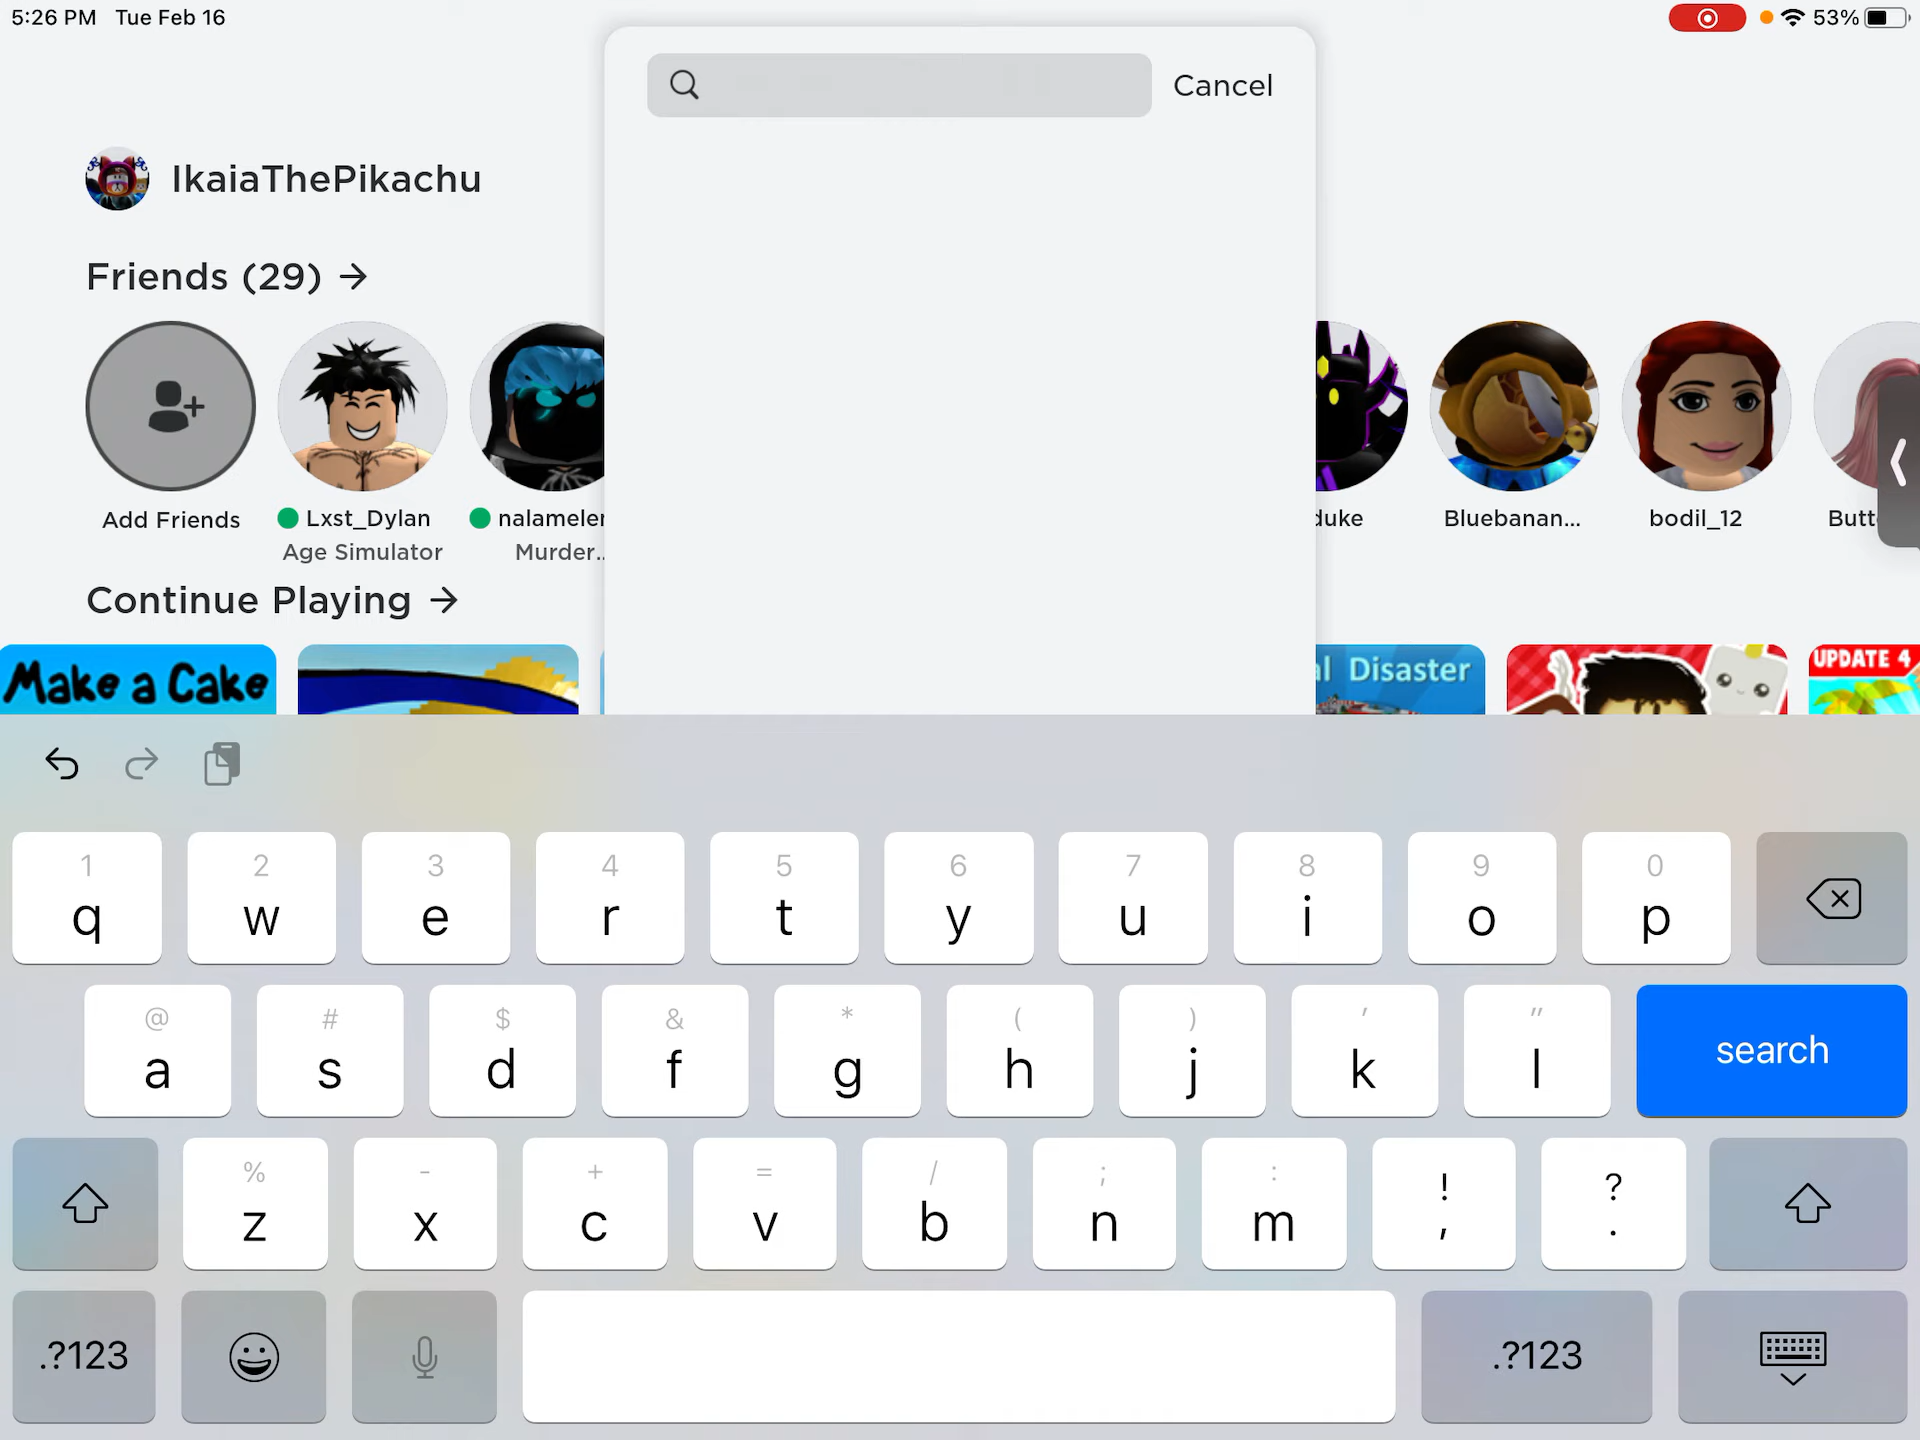 5:26 PM Tue Feb 16
53%
Cancel
IkaiaThePikachu
Friends (29) →
Add Friends
Lxst_Dylan
Age Simulator
nalameler
Murder..
duke
Bluebanan...
bodil_12
Butt
Continue Playing →
Make a Cake
al Disaster
UPDATE 4
1 2 3 4 5 6 7 8 9 0
q w e r t y u i o p
@ # $ & * ( ) ' "
a s d f g h j k l search
% - + = / ; : ! ?
z x c v b n m , .
.?123 .?123